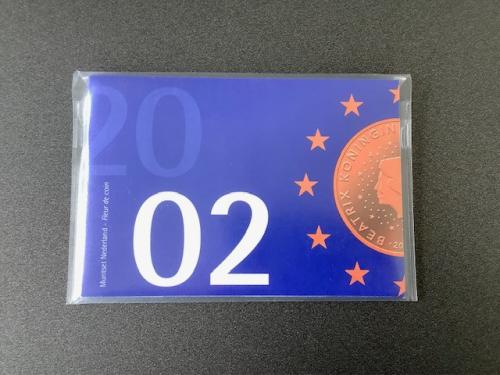 20
02
Muntset Nederland - Fleur de coin
BEATRIX KONINGIN